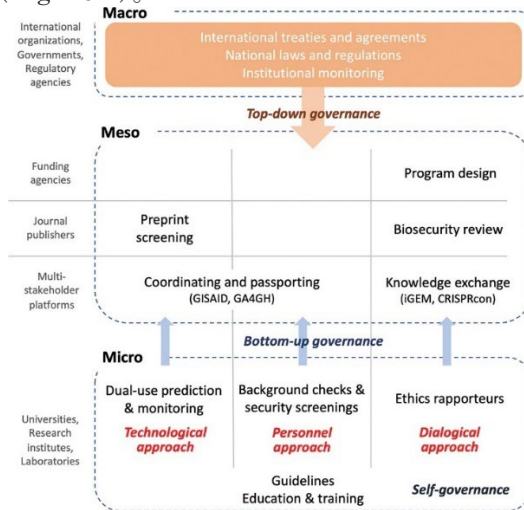 Macro
International
organizations,
Governments,
Regulatory
agencies
International treaties and agreements
National laws and regulations
Institutional monitoring
Top-down governance
Meso
Funding
agencies
Program design
Journal
publishers
Preprint
screening
Biosecurity review
Multi-
stakeholder
platforms
Coordinating and passporting
(GISAID, GA4GH)
Knowledge exchange
(iGEM, CRISPRcon)
Bottom-up governance
Micro
Universities,
Research
institutes,
Laboratories
Dual-use prediction
& monitoring
Technological
approach
Background checks &
security screenings
Personnel
approach
Ethics rapporteurs
Dialogical
approach
Guidelines
Education & training
Self-governance